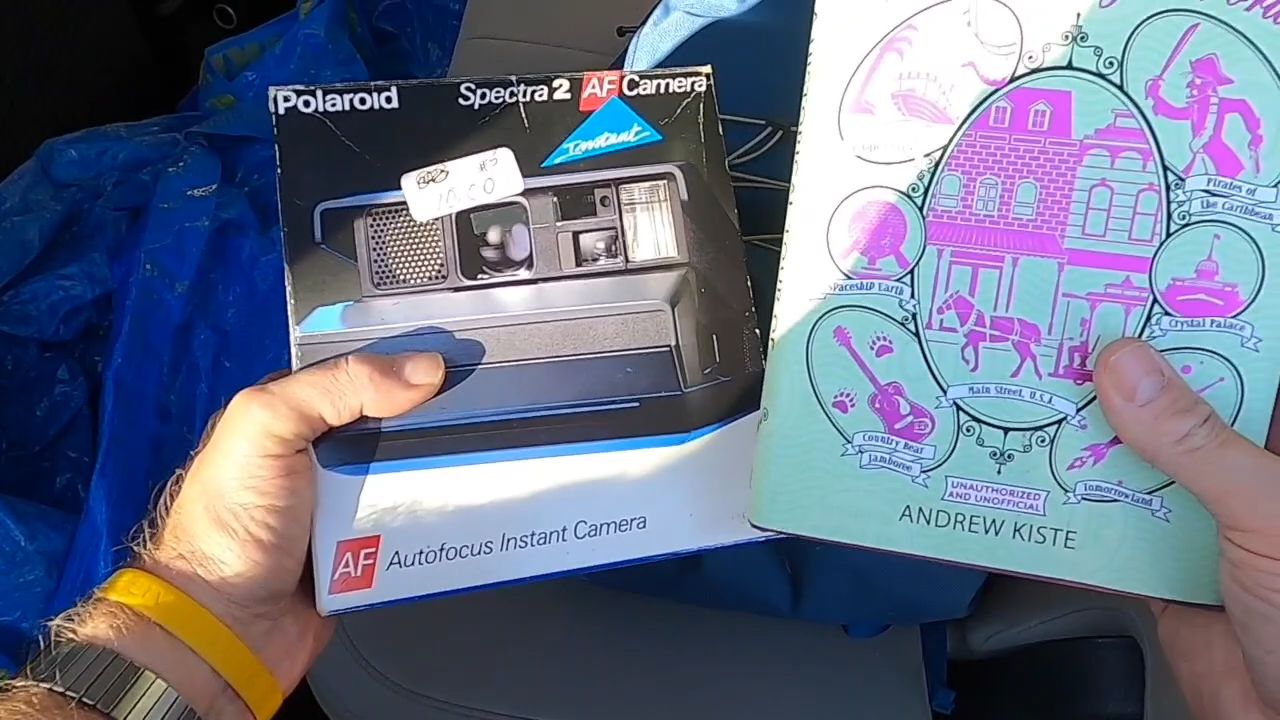 Polaroid
Spectra 2 AF Camera
Instant
#3
10.00
AF Autofocus Instant Camera
Pirates of
the Caribbean
Spaceship Earth
Crystal Palace
Main Street, U.S.A.
Country Bear
Jamboree
Tomorrowland
UNAUTHORIZED
AND UNOFFICIAL
ANDREW KISTE